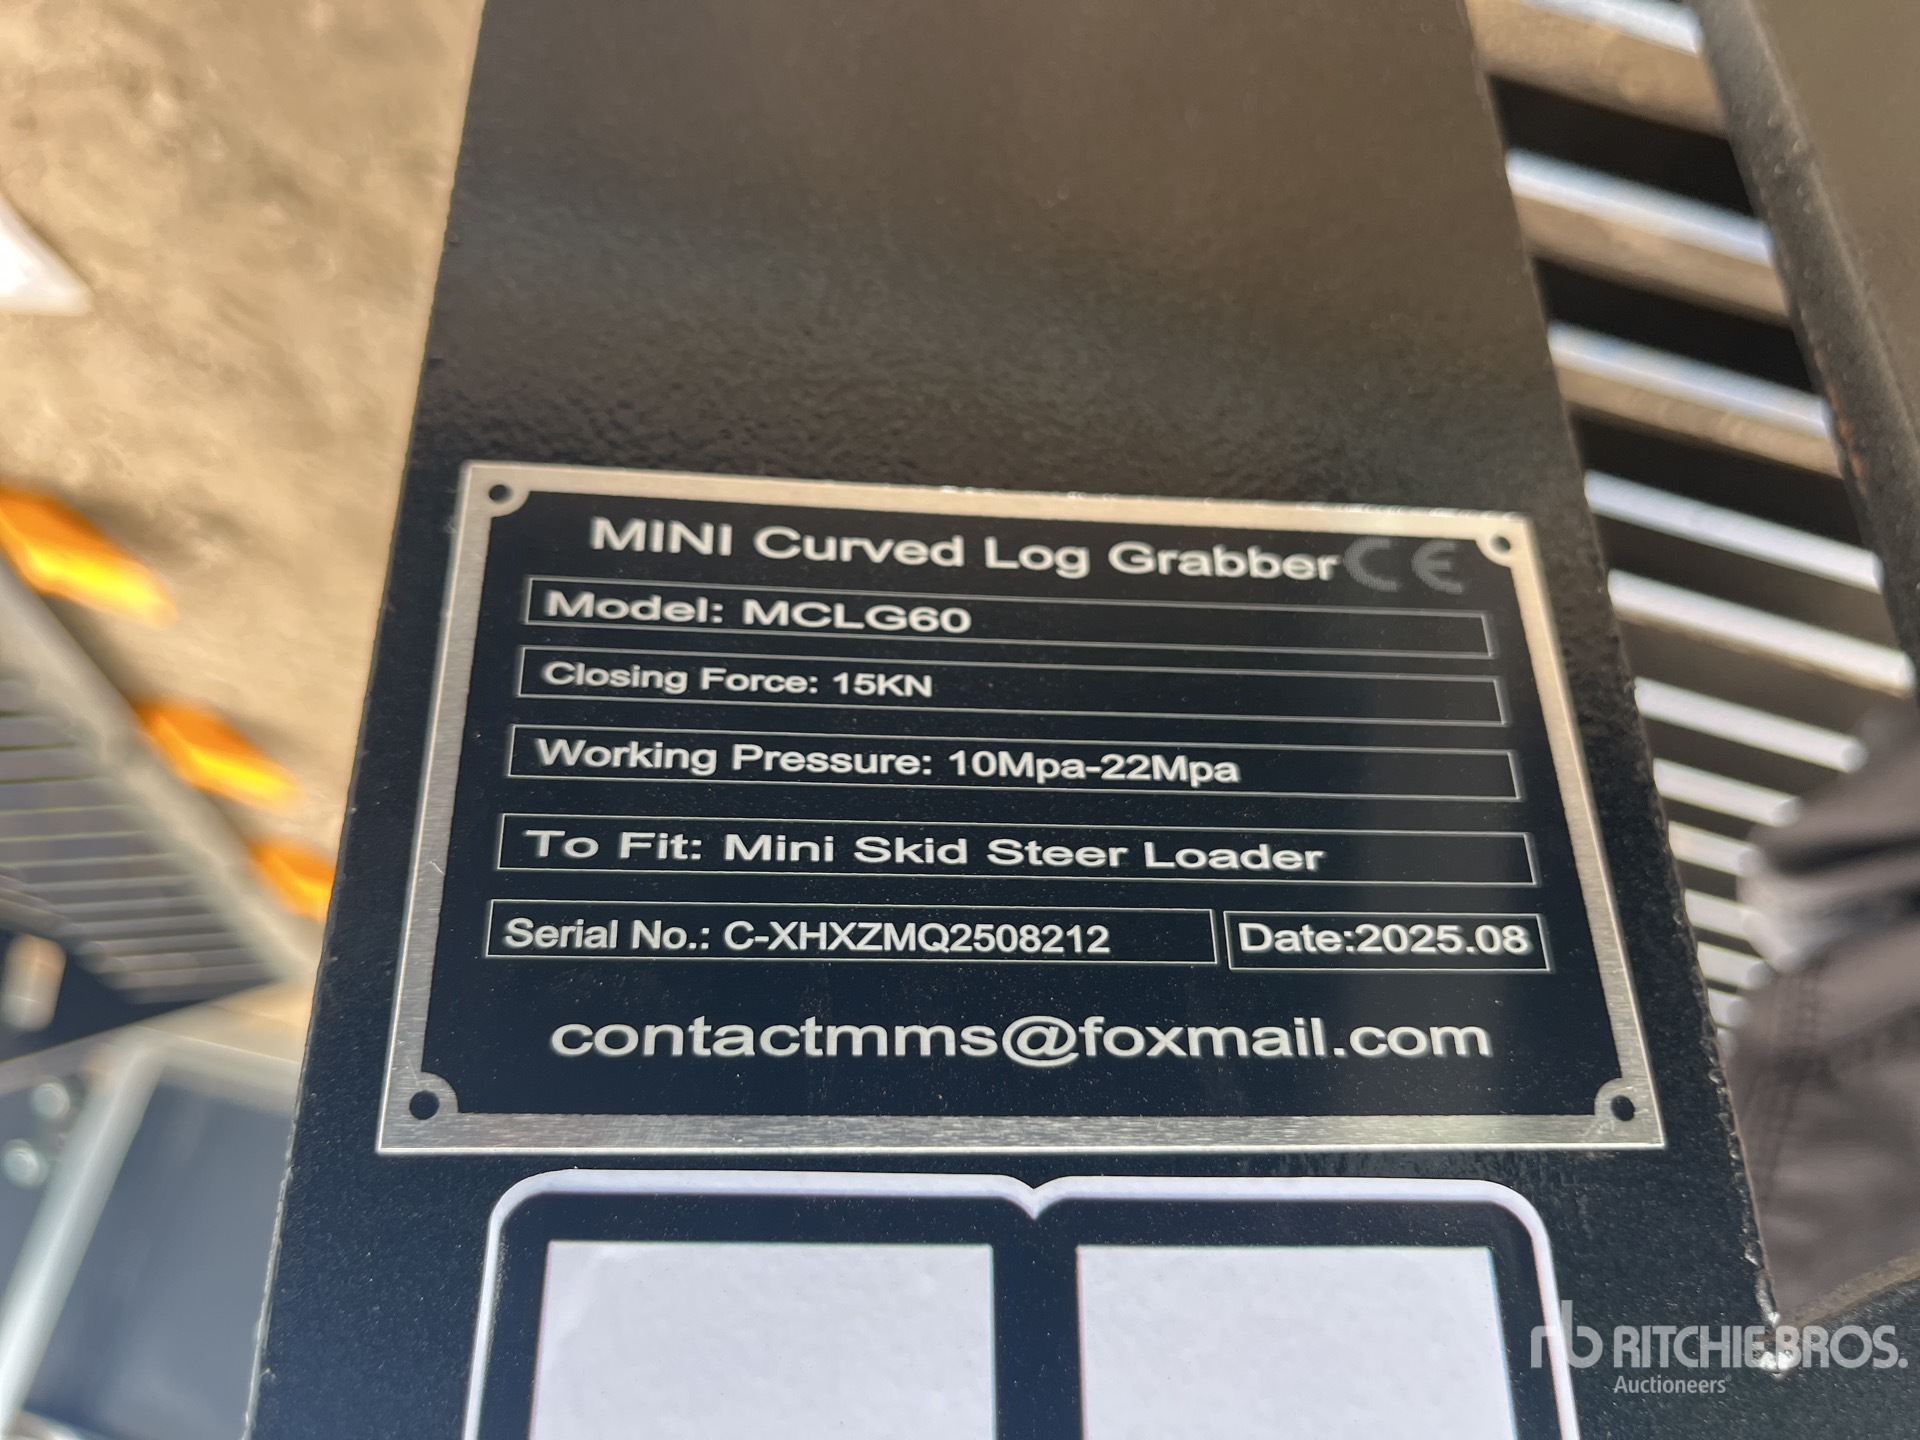 MINI Curved Log Grabber CE
Model: MCLG60
Closing Force: 15KN
Working Pressure: 10Mpa-22Mpa
To Fit: Mini Skid Steer Loader
Serial No.: C-XHXZMQ2508212 Date:2025.08
contactmms@foxmail.com
rb RITCHIE BROS.
Auctioneers